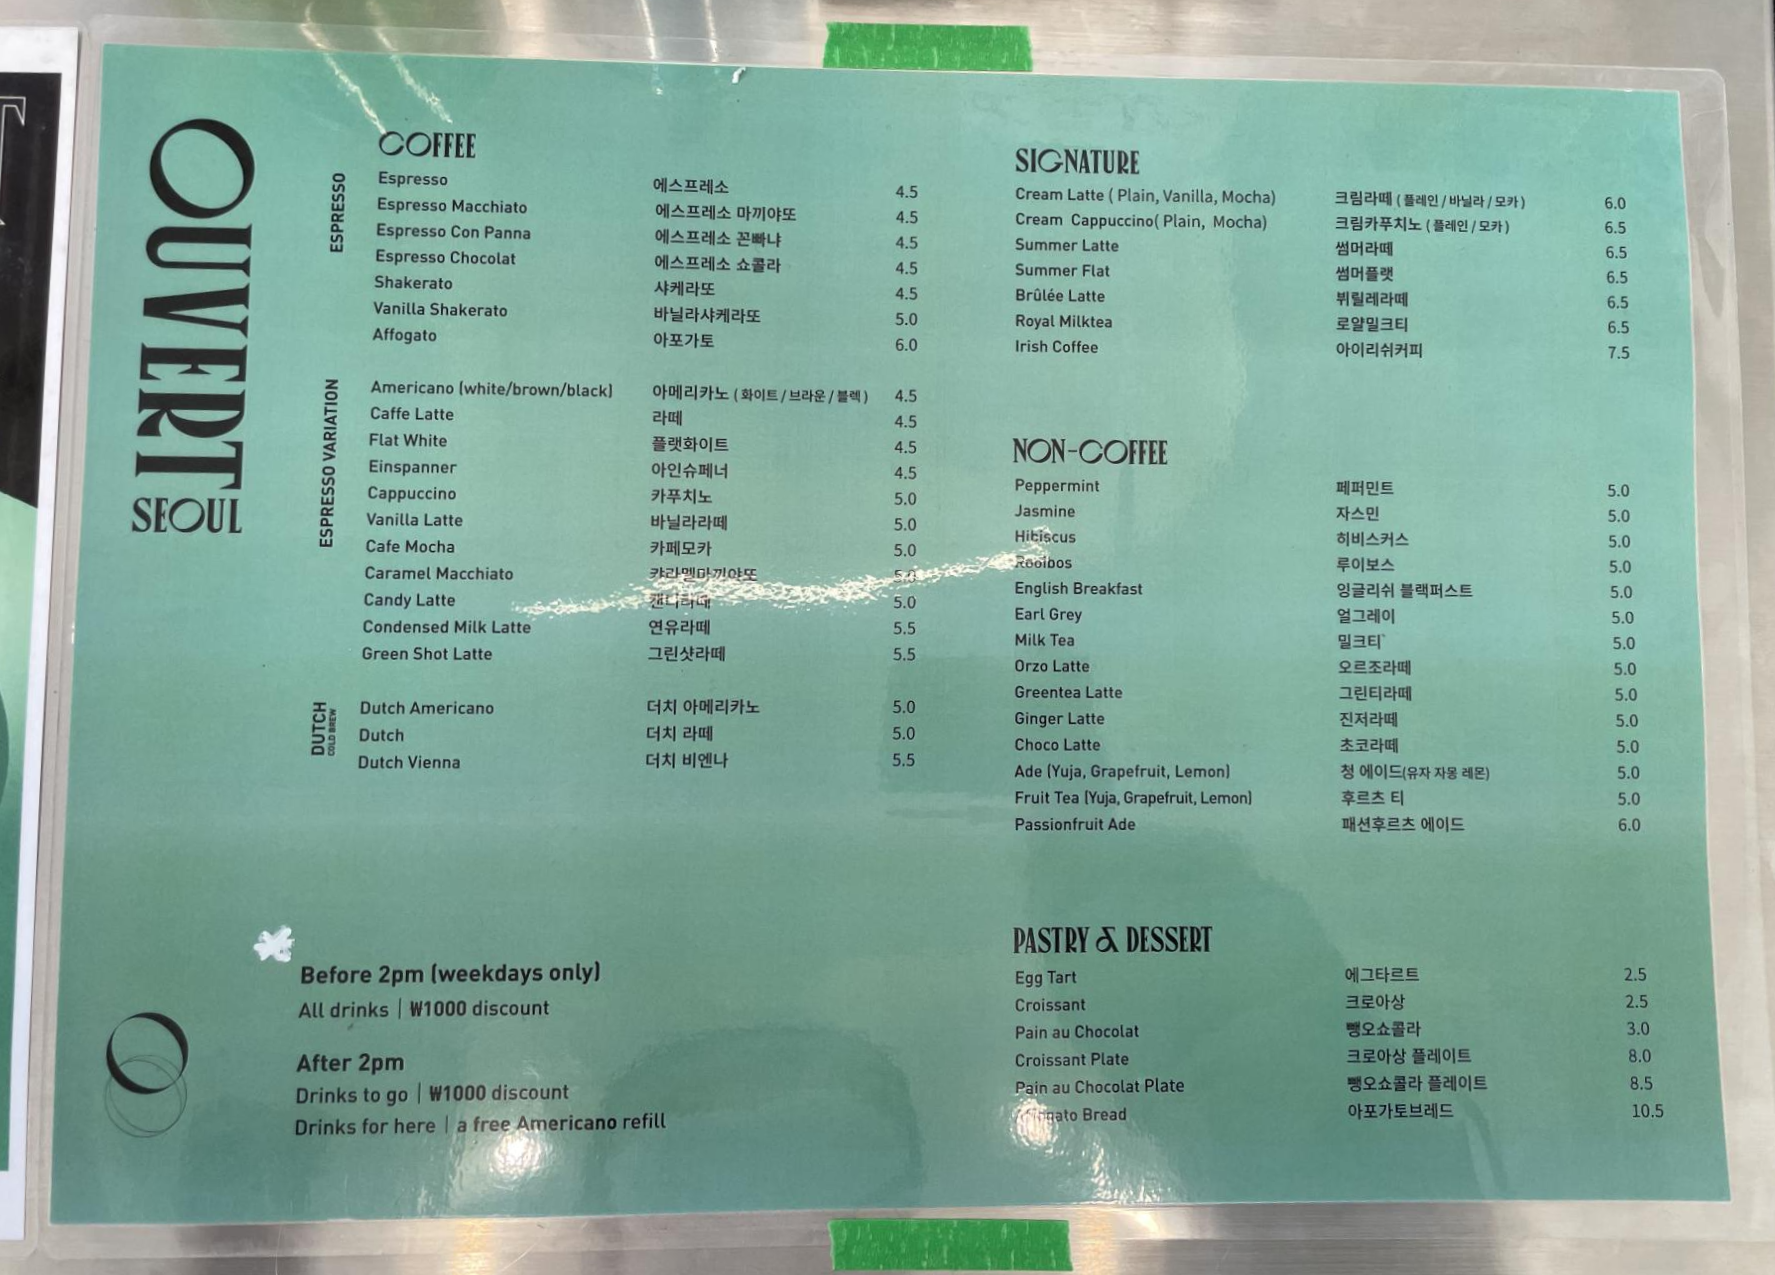 OUVERT
SEOUL
COFFEE
ESPRESSO
Espresso 에스프레소 4.5
Espresso Macchiato 에스프레소 마끼야또 4.5
Espresso Con Panna 에스프레소 꼰빠냐 4.5
Espresso Chocolat 에스프레소 쇼콜라 4.5
Shakerato 샤케라또 4.5
Vanilla Shakerato 바닐라샤케라또 5.0
Affogato 아포가토 6.0
ESPRESSO VARIATION
Americano (white/brown/black) 아메리카노 ( 화이트 / 브라운 / 블렉 ) 4.5
Caffe Latte 라떼 4.5
Flat White 플랫화이트 4.5
Einspanner 아인슈페너 4.5
Cappuccino 카푸치노 5.0
Vanilla Latte 바닐라라떼 5.0
Cafe Mocha 카페모카 5.0
Caramel Macchiato 캬라멜마끼야또 5.0
Candy Latte 캔디라떼 5.0
Condensed Milk Latte 연유라떼 5.5
Green Shot Latte 그린샷라떼 5.5
DUTCH
COLD BREW
Dutch Americano 더치 아메리카노 5.0
Dutch 더치 라떼 5.0
Dutch Vienna 더치 비엔나 5.5
Before 2pm (weekdays only)
All drinks | ₩1000 discount
After 2pm
Drinks to go | ₩1000 discount
Drinks for here | a free Americano refill
SIGNATURE
Cream Latte ( Plain, Vanilla, Mocha) 크림라떼 ( 플레인 / 바닐라 / 모카 ) 6.0
Cream Cappuccino( Plain, Mocha) 크림카푸치노 ( 플레인 / 모카 ) 6.5
Summer Latte 썸머라떼 6.5
Summer Flat 썸머플랫 6.5
Brûlée Latte 뷔릴레라떼 6.5
Royal Milktea 로얄밀크티 6.5
Irish Coffee 아이리쉬커피 7.5
NON-COFFEE
Peppermint 페퍼민트 5.0
Jasmine 자스민 5.0
Hibiscus 히비스커스 5.0
Rooibos 루이보스 5.0
English Breakfast 잉글리쉬 블랙퍼스트 5.0
Earl Grey 얼그레이 5.0
Milk Tea 밀크티 5.0
Orzo Latte 오르조라떼 5.0
Greentea Latte 그린티라떼 5.0
Ginger Latte 진저라떼 5.0
Choco Latte 초코라떼 5.0
Ade (Yuja, Grapefruit, Lemon) 청 에이드(유자 자몽 레몬) 5.0
Fruit Tea (Yuja, Grapefruit, Lemon) 후르츠 티 5.0
Passionfruit Ade 패션후르츠 에이드 6.0
PASTRY & DESSERT
Egg Tart 에그타르트 2.5
Croissant 크로아상 2.5
Pain au Chocolat 뺑오쇼콜라 3.0
Croissant Plate 크로아상 플레이트 8.0
Pain au Chocolat Plate 뺑오쇼콜라 플레이트 8.5
Bread 아포가토브레드 10.5